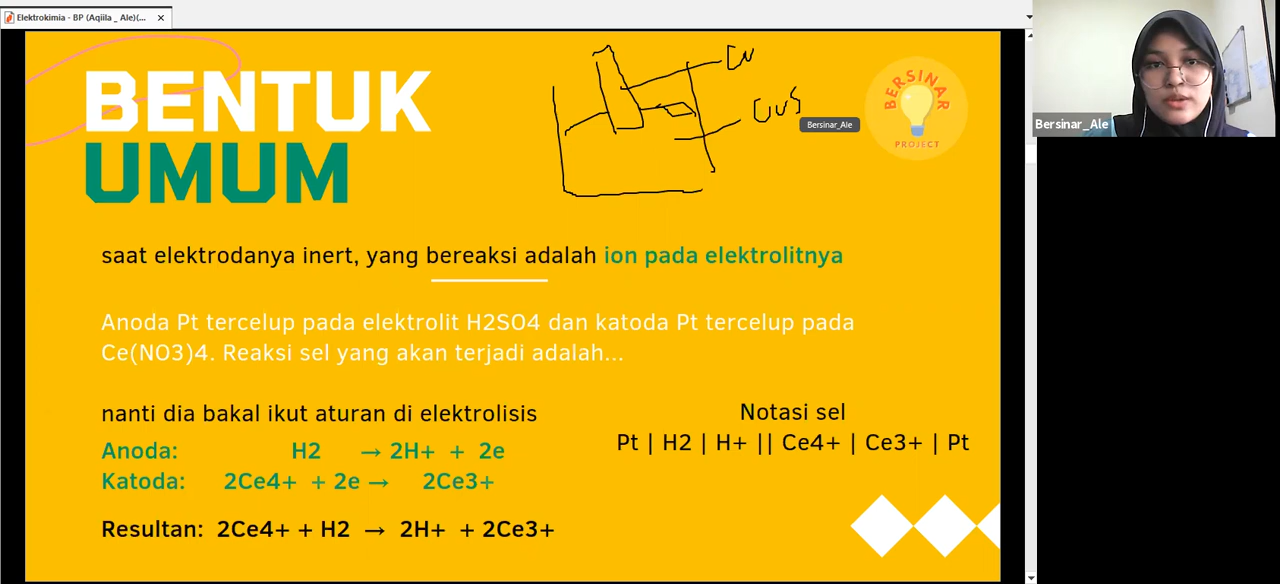 Elektrokimia - BP (Aqiila _ Ale)(...
BENTUK
UMUM
Cu
BERSINAR
PROJECT
Bersinar_Ale
Bersinar_Ale
saat elektrodanya inert, yang bereaksi adalah ion pada elektrolitnya
Anoda Pt tercelup pada elektrolit H2SO4 dan katoda Pt tercelup pada
Ce(NO3)4. Reaksi sel yang akan terjadi adalah...
nanti dia bakal ikut aturan di elektrolisis
Anoda: H2 → 2H+ + 2e
Katoda: 2Ce4+ + 2e → 2Ce3+
Resultan: 2Ce4+ + H2 → 2H+ + 2Ce3+
Notasi sel
Pt | H2 | H+ || Ce4+ | Ce3+ | Pt